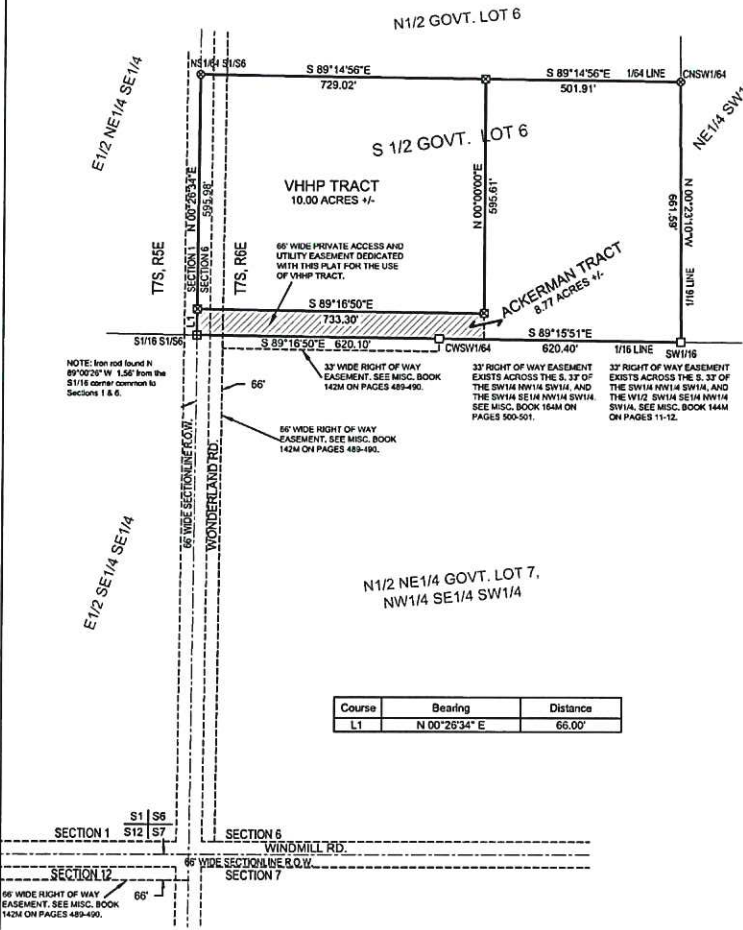 N1/2 GOVT. LOT 6
NS1/64 S1/S6
S 89°14'56"E
729.02'
S 89°14'56"E
501.91'
1/64 LINE
CNSW1/64
E1/2 NE1/4 SE1/4
NE1/4 SW1/
S 1/2 GOVT. LOT 6
VHHP TRACT
10.00 ACRES +/-
N 00°26'34"E
595.98'
SECTION 1
SECTION 6
T7S, R5E
T7S, R6E
N 00°00'00"E
595.61'
N 00°23'10"W
661.59'
1/16 LINE
66' WIDE PRIVATE ACCESS AND
UTILITY EASEMENT DEDICATED
WITH THIS PLAT FOR THE USE
OF VHHP TRACT.
ACKERMAN TRACT
8.77 ACRES +/-
L1
S 89°16'50"E
733.30'
S1/16 S1/S6
S 89°16'50"E 620.10'
CWSW1/64
S 89°15'51"E
620.40'
1/16 LINE
SW1/16
NOTE: Iron rod found N
89°00'26" W 1.56' from the
S1/16 corner common to
Sections 1 & 6.
66'
33' WIDE RIGHT OF WAY
EASEMENT. SEE MISC. BOOK
142M ON PAGES 489-490.
33' RIGHT OF WAY EASEMENT
EXISTS ACROSS THE S. 33' OF
THE SW1/4 NW1/4 SW1/4, AND
THE SW1/4 SE1/4 NW1/4 SW1/4.
SEE MISC. BOOK 164M ON
PAGES 500-501.
33' RIGHT OF WAY EASEMENT
EXISTS ACROSS THE S. 33' OF
THE SW1/4 NW1/4 SW1/4, AND
THE W1/2 SW1/4 SE1/4 NW1/4
SW1/4. SEE MISC. BOOK 144M
ON PAGES 11-12.
66' WIDE RIGHT OF WAY
EASEMENT. SEE MISC. BOOK
142M ON PAGES 489-490.
66' WIDE SECTIONLINE R.O.W.
WONDERLAND RD.
E1/2 SE1/4 SE1/4
N1/2 NE1/4 GOVT. LOT 7,
NW1/4 SE1/4 SW1/4
Course Bearing Distance
L1 N 00°26'34" E 66.00'
S1 S6
S12 S7
SECTION 1
SECTION 6
WINDMILL RD.
66' WIDE SECTIONLINE R.O.W.
SECTION 12
SECTION 7
66' WIDE RIGHT OF WAY
EASEMENT. SEE MISC. BOOK
142M ON PAGES 489-490.
66'